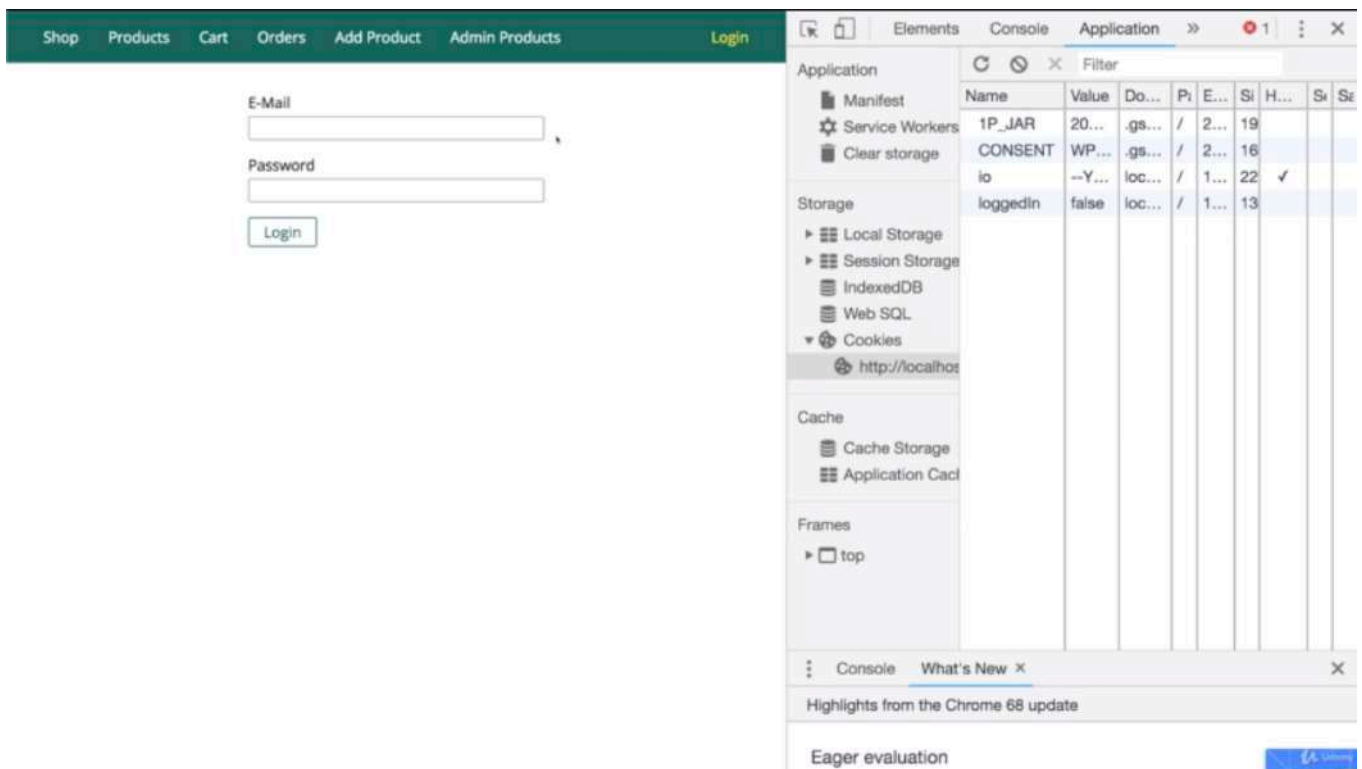 Shop Products Cart Orders Add Product Admin Products Login
E-Mail
Password
Login
Elements Console Application » 1
Application
Manifest
Service Workers
Clear storage
Storage
Local Storage
Session Storage
IndexedDB
Web SQL
Cookies
http://localhos
Cache
Cache Storage
Application Cacl
Frames
top
Filter
Name Value Do... E... Si H... Se Sa
1P_JAR 20... .gs... / 2... 19
CONSENT WP... .gs... / 2... 16
io --Y... loc... / 1... 22 ✓
loggedIn false loc... / 1... 13
Console What's New
Highlights from the Chrome 68 update
Eager evaluation